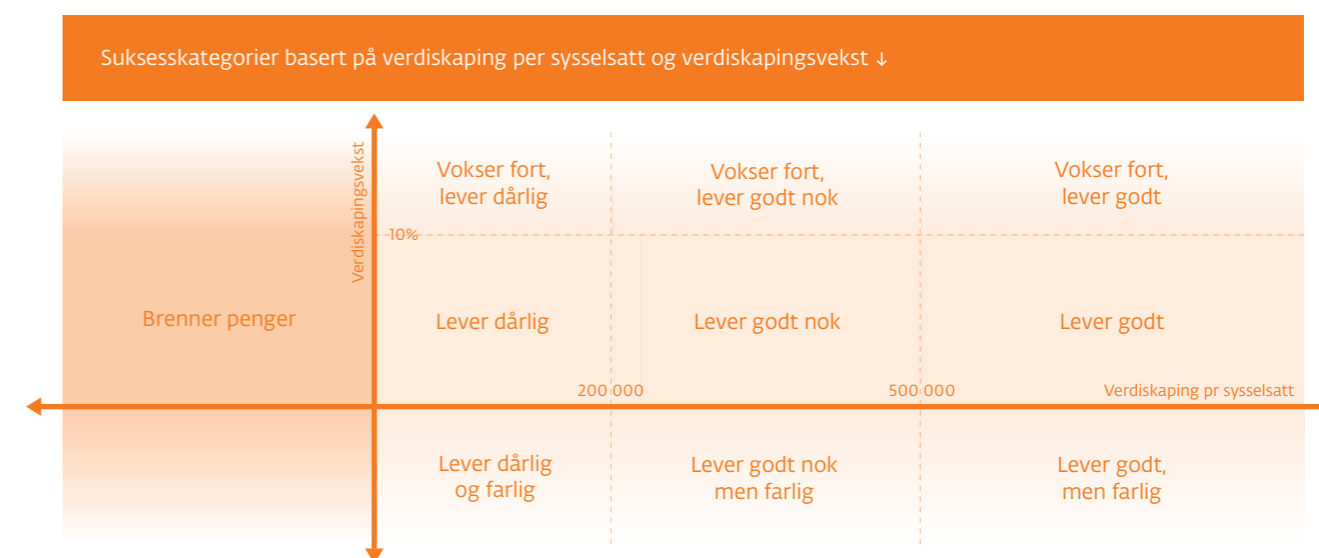 Suksesskategorier basert på verdiskaping per sysselsatt og verdiskapingsvekst ↓
Verdiskapingsvekst
Vokser fort,
lever dårlig
Vokser fort,
lever godt nok
Vokser fort,
lever godt
10%
Brenner penger
Lever dårlig
Lever godt nok
Lever godt
200 000
500 000
Verdiskaping pr sysselsatt
Lever dårlig
og farlig
Lever godt nok
men farlig
Lever godt,
men farlig